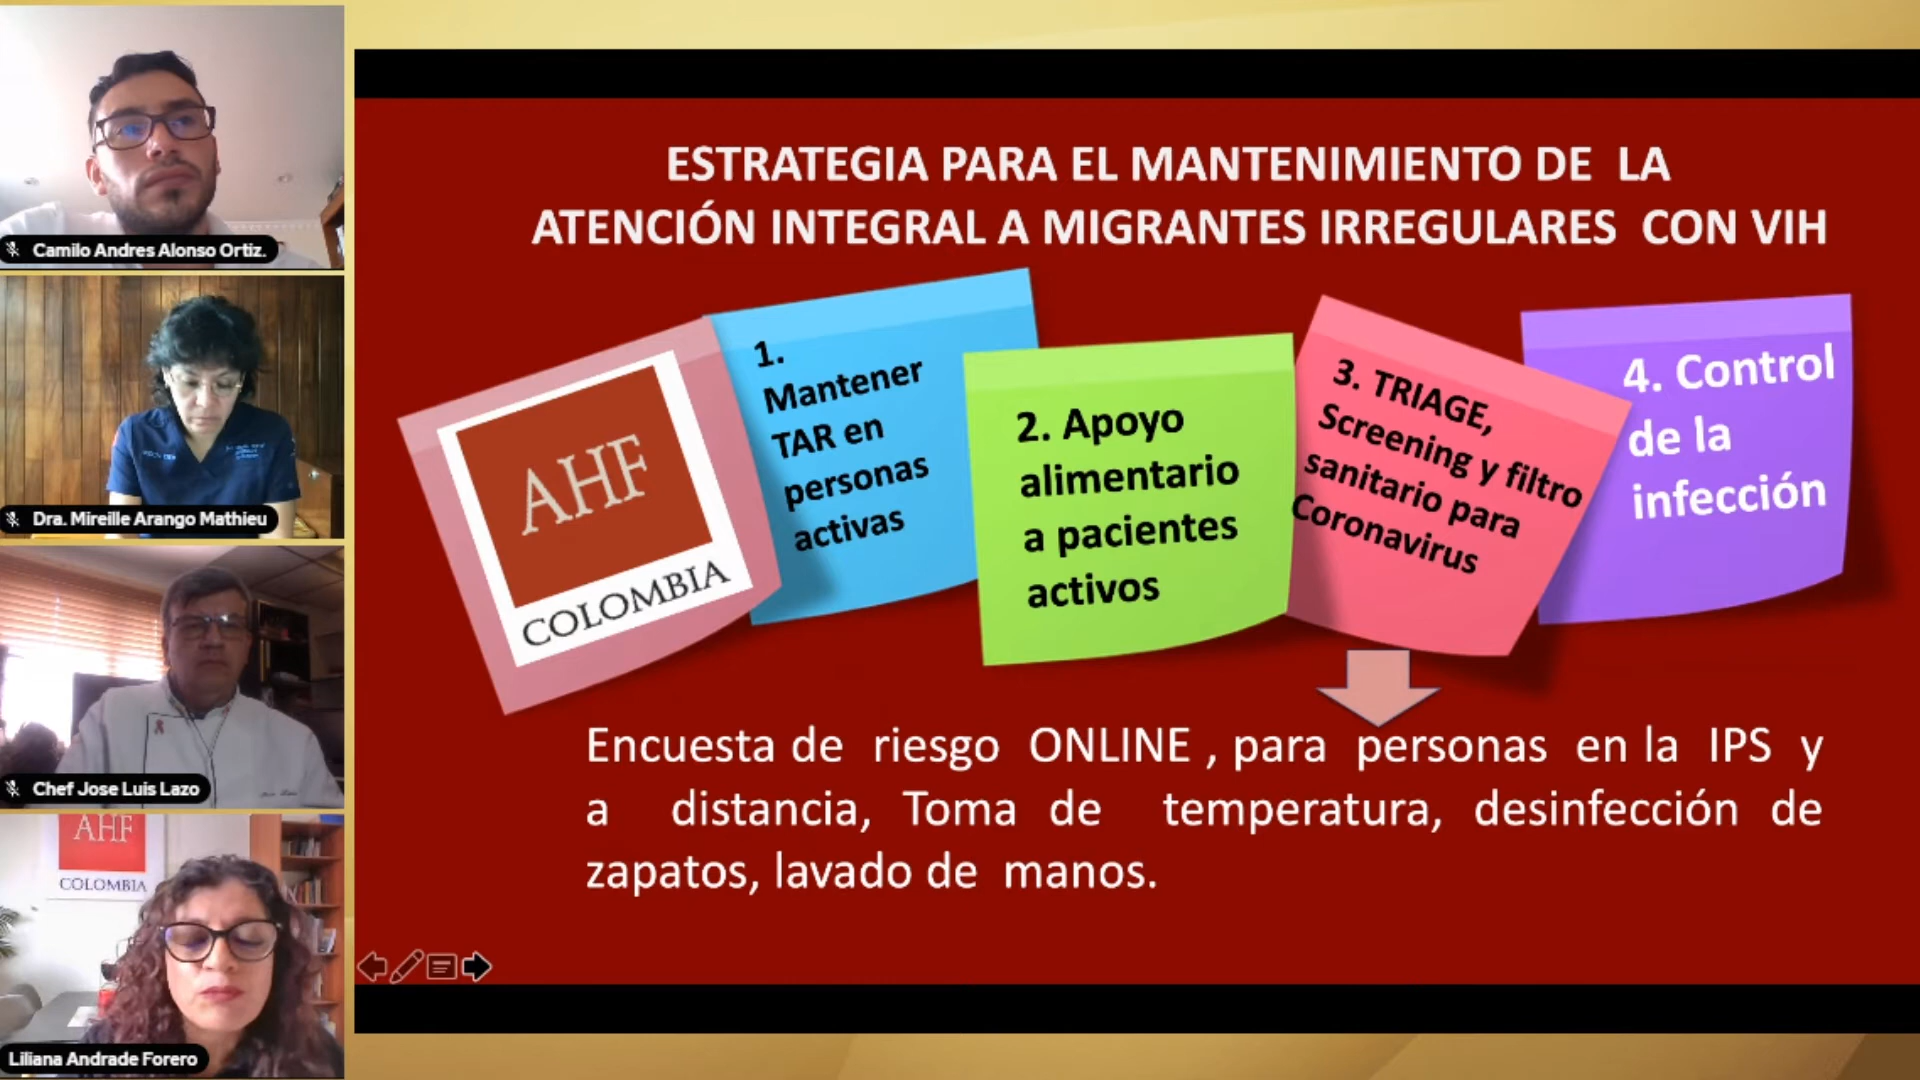 Camilo Andres Alonso Ortiz.
Dra. Mireille Arango Mathieu
Chef Jose Luis Lazo
AHF
COLOMBIA
Liliana Andrade Forero
ESTRATEGIA PARA EL MANTENIMIENTO DE LA
ATENCIÓN INTEGRAL A MIGRANTES IRREGULARES CON VIH
AHF
COLOMBIA
1.
Mantener
TAR en
personas
activas
2. Apoyo
alimentario
a pacientes
activos
3. TRIAGE,
Screening y filtro
sanitario para
Coronavirus
4. Control
de la
infección
Encuesta de riesgo ONLINE , para personas en la IPS y
a distancia, Toma de temperatura, desinfección de
zapatos, lavado de manos.